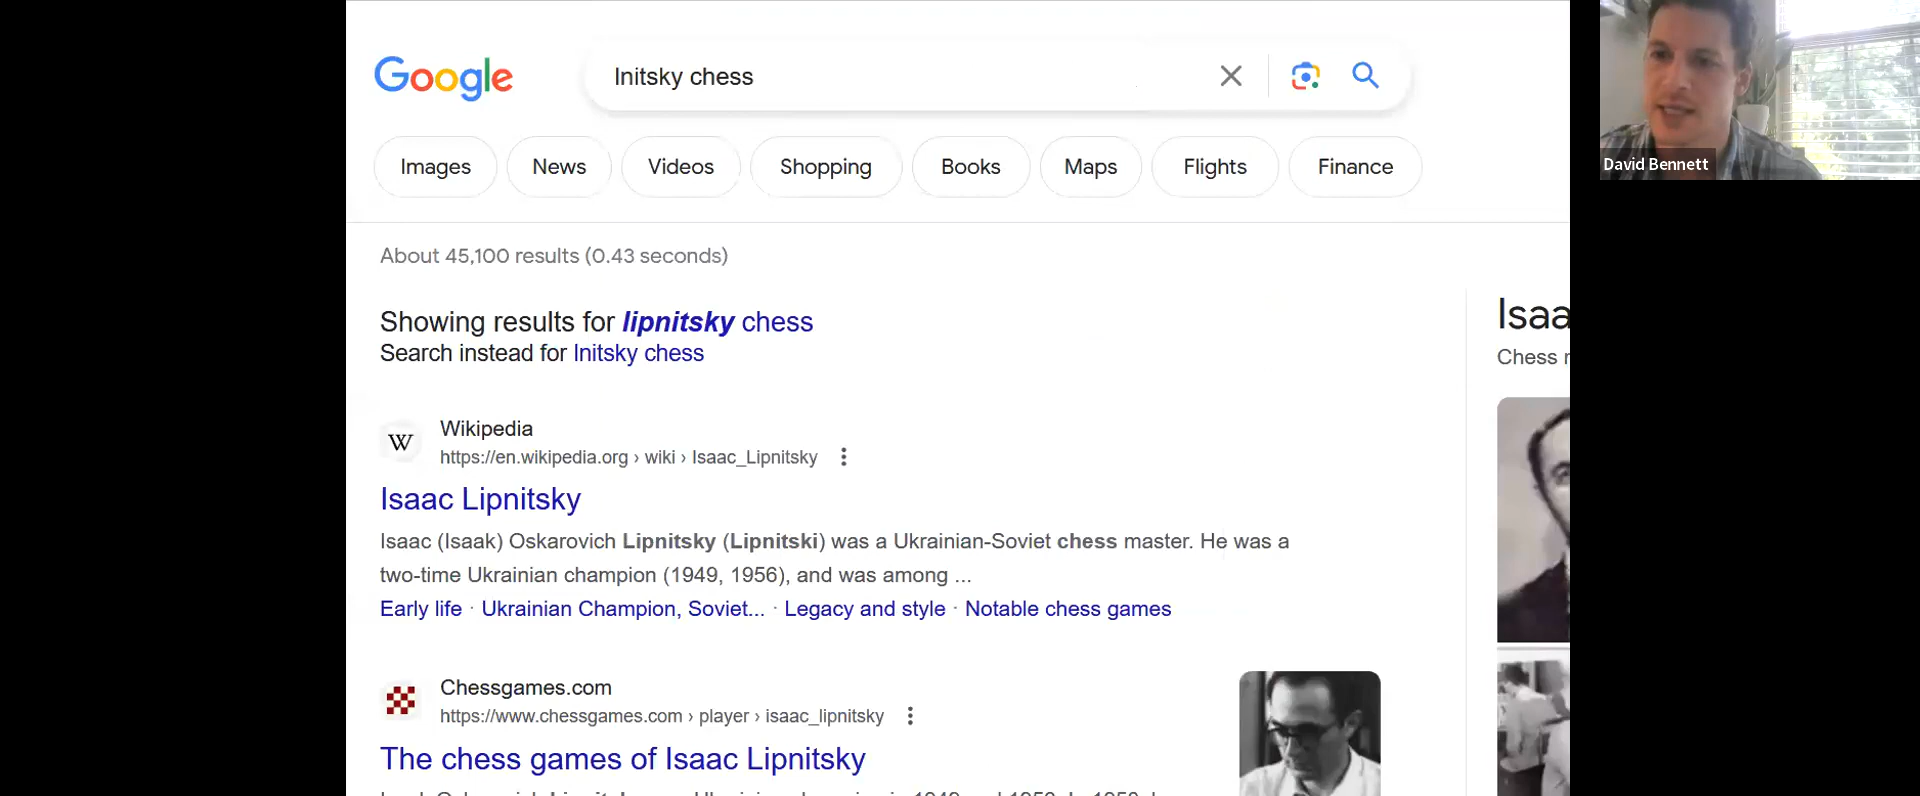 Google
lnitsky chess
Images
News
Videos
Shopping
Books
Maps
Flights
Finance
About 45,100 results (0.43 seconds)
Showing results for lipnitsky chess
Search instead for lnitsky chess
W
Wikipedia
https://en.wikipedia.org › wiki › Isaac_Lipnitsky
Isaac Lipnitsky
Isaac (Isaak) Oskarovich Lipnitsky (Lipnitski) was a Ukrainian-Soviet chess master. He was a
two-time Ukrainian champion (1949, 1956), and was among ...
Early life · Ukrainian Champion, Soviet... · Legacy and style · Notable chess games
Chessgames.com
https://www.chessgames.com › player › isaac_lipnitsky
The chess games of Isaac Lipnitsky
Isaa
Chess
David Bennett